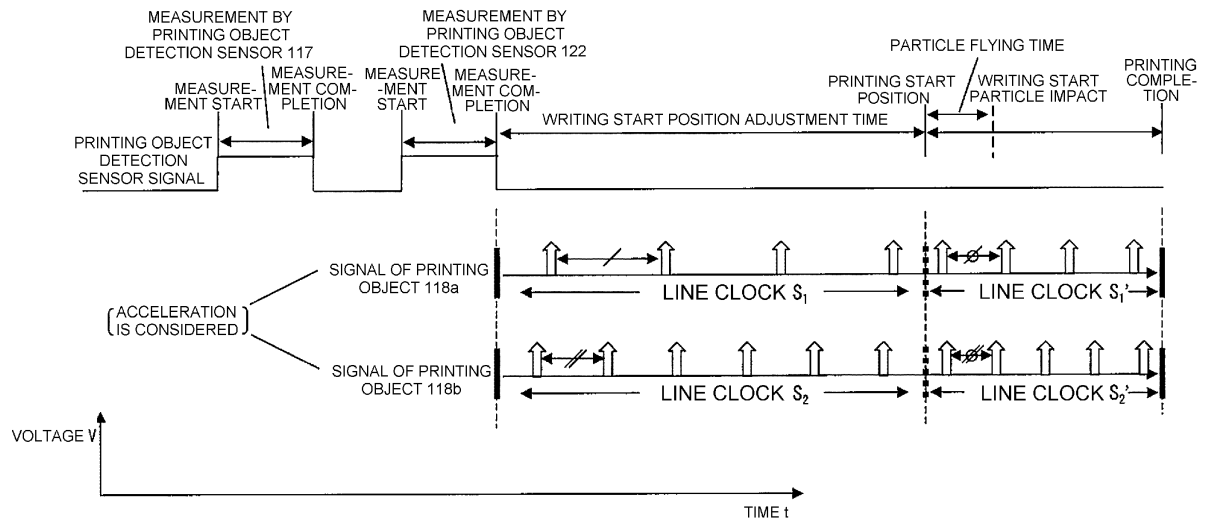 MEASUREMENT BY
PRINTING OBJECT
DETECTION SENSOR 117
MEASUREMENT BY
PRINTING OBJECT
DETECTION SENSOR 122
MEASURE-
MENT START
MEASURE-
MENT COM-
PLETION
MEASURE
-MENT
START
MEASURE-
MENT COM-
PLETION
PARTICLE FLYING TIME
PRINTING START
POSITION
WRITING START
PARTICLE IMPACT
PRINTING
COMPLE-
TION
WRITING START POSITION ADJUSTMENT TIME
PRINTING OBJECT
DETECTION
SENSOR SIGNAL
SIGNAL OF PRINTING
OBJECT 118a
LINE CLOCK S₁
LINE CLOCK S₁'
ACCELERATION
IS CONSIDERED
SIGNAL OF PRINTING
OBJECT 118b
LINE CLOCK S₂
LINE CLOCK S₂'
VOLTAGE V
TIME t